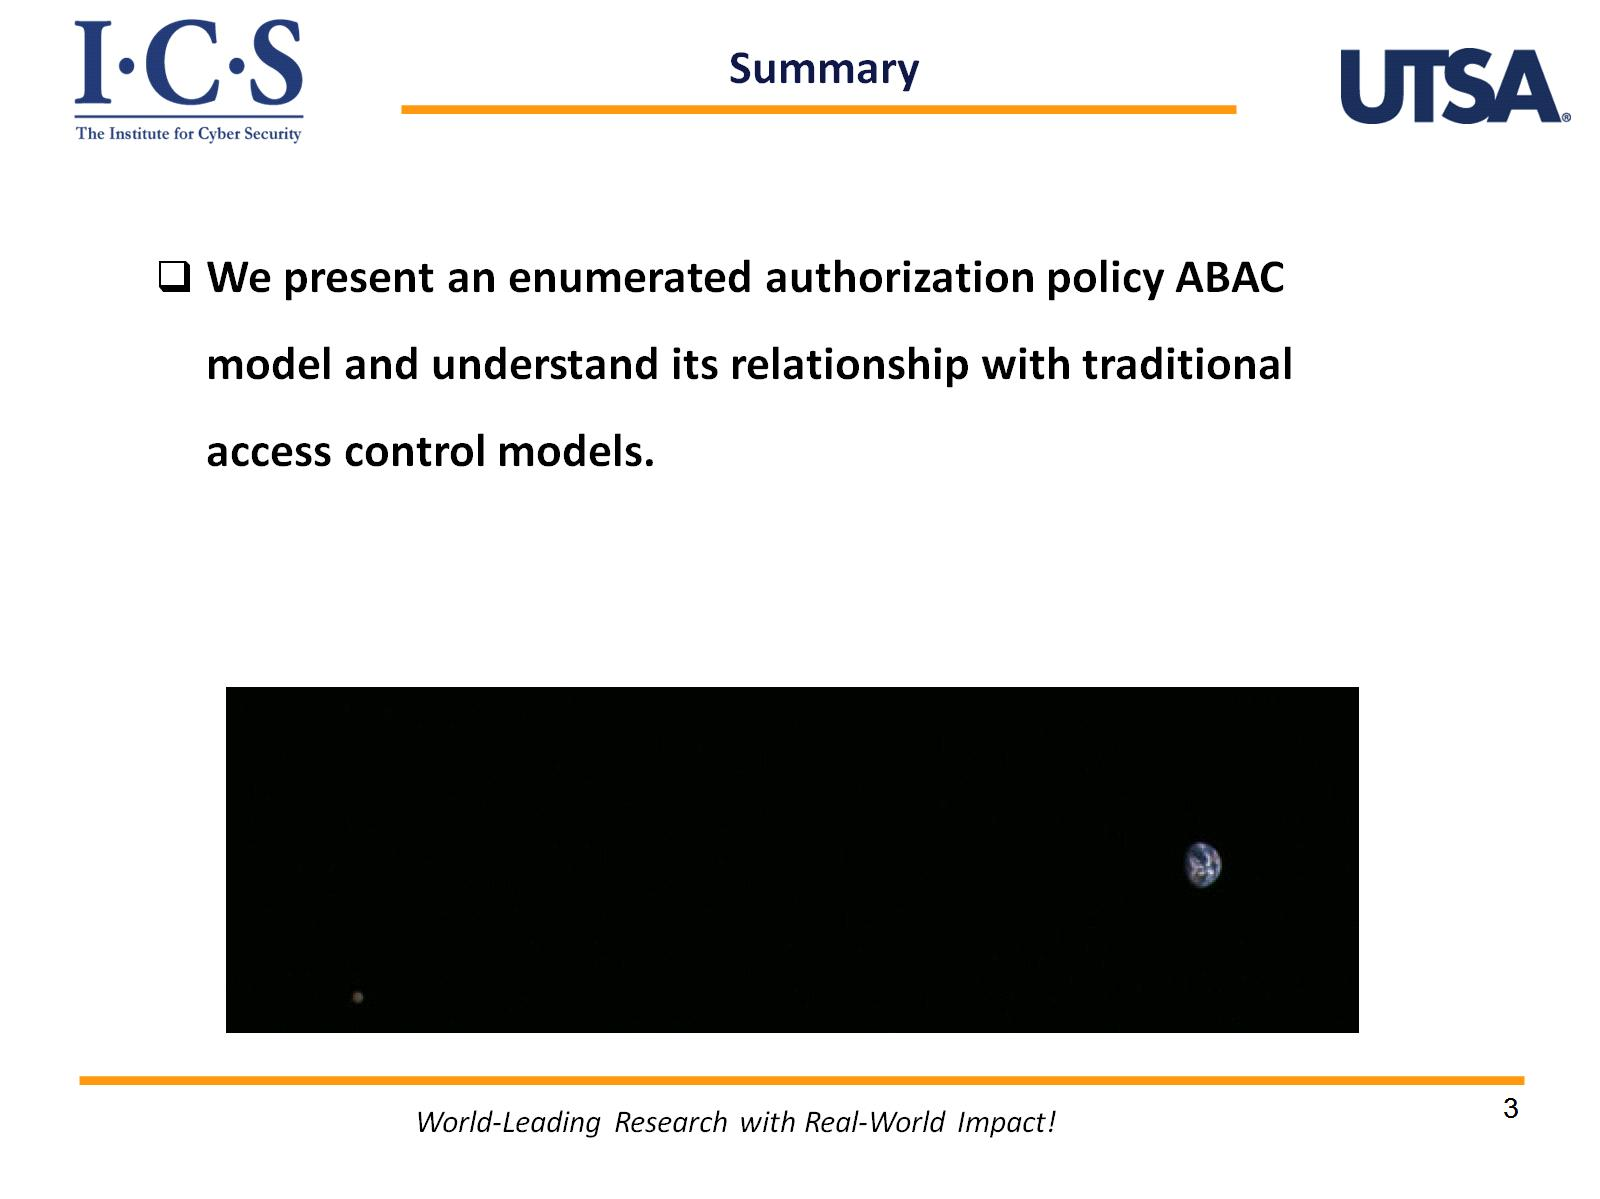 I·C·S
The Institute for Cyber Security
Summary
UTSA®
❑ We present an enumerated authorization policy ABAC
model and understand its relationship with traditional
access control models.
World-Leading Research with Real-World Impact!
3